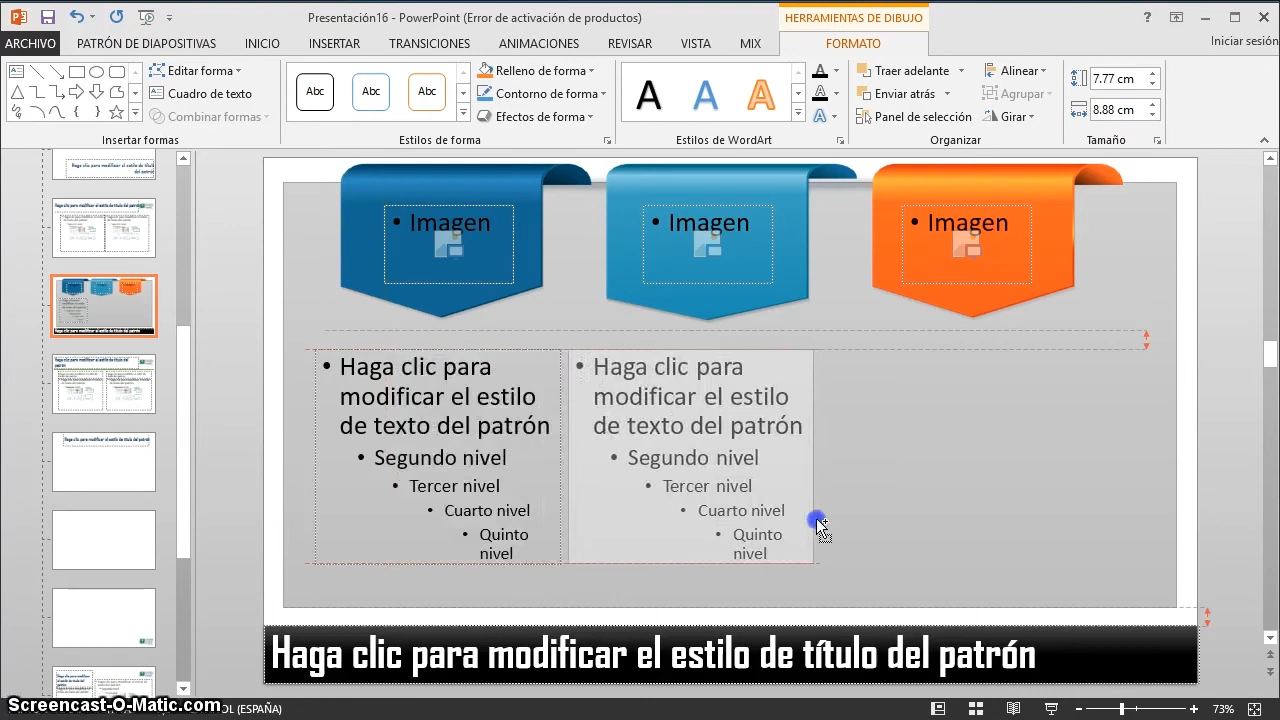 Presentación16 - PowerPoint (Error de activación de productos)
HERRAMIENTAS DE DIBUJO
ARCHIVO PATRÓN DE DIAPOSITIVAS INICIO INSERTAR TRANSICIONES ANIMACIONES REVISAR VISTA MIX FORMATO Iniciar sesión
Editar forma
Cuadro de texto
Combinar formas
Insertar formas
Abc Abc Abc
Relleno de forma
Contorno de forma
Efectos de forma
Estilos de forma
A A A
Estilos de WordArt
Traer adelante
Enviar atrás
Panel de selección
Alinear
Agrupar
Girar
Organizar
7.77 cm
8.88 cm
Tamaño
• Imagen
• Imagen
• Imagen
• Haga clic para
modificar el estilo
de texto del patrón
• Segundo nivel
• Tercer nivel
• Cuarto nivel
• Quinto
nivel
• Haga clic para
modificar el estilo
de texto del patrón
• Segundo nivel
• Tercer nivel
• Cuarto nivel
• Quinto
nivel
Haga clic para modificar el estilo de título del patrón
Screencast-O-Matic.com
(ESPAÑA)
73%